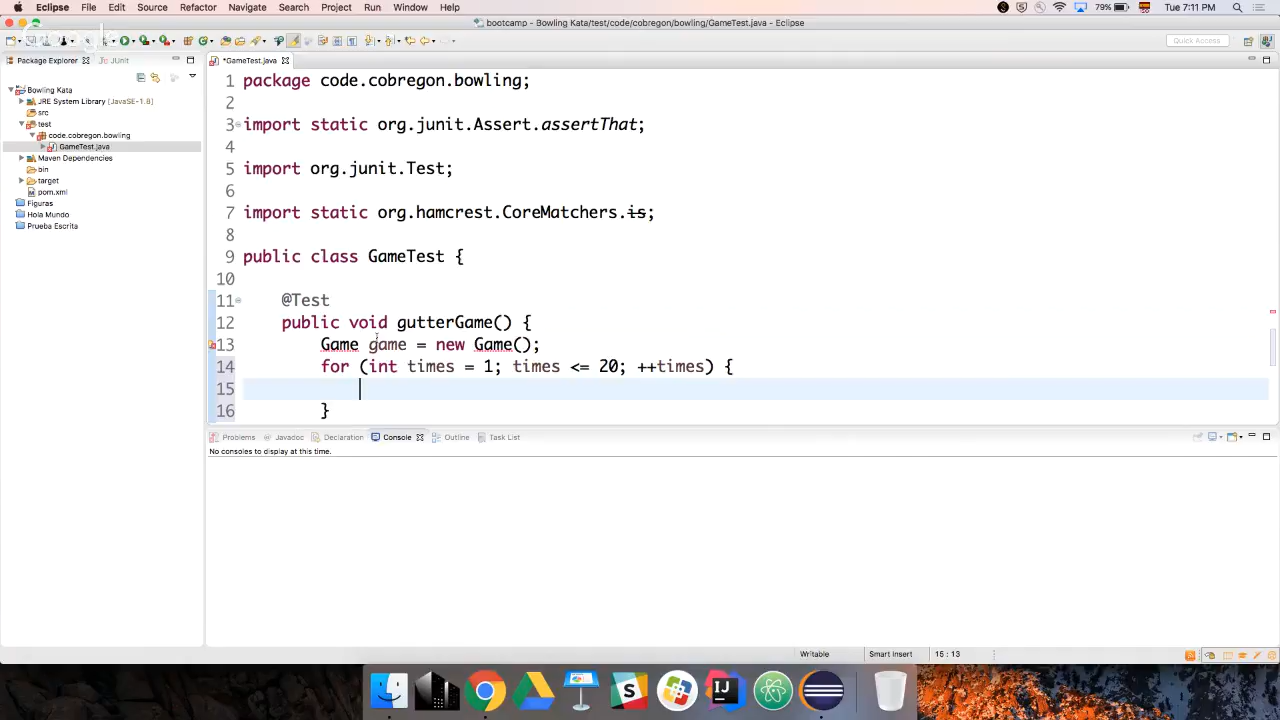 Eclipse File Edit Source Refactor Navigate Search Project Run Window Help 79% Tue 7:11 PM
bootcamp - Bowling Kata/test/code/cobregon/bowling/GameTest.java - Eclipse
Quick Access
Package Explorer JUnit
*GameTest.java
Bowling Kata
JRE System Library [JavaSE-1.8]
src
test
code.cobregon.bowling
GameTest.java
Maven Dependencies
bin
target
pom.xml
Figuras
Hola Mundo
Prueba Escrita
1 package code.cobregon.bowling;
2
3 import static org.junit.Assert.assertThat;
4
5 import org.junit.Test;
6
7 import static org.hamcrest.CoreMatchers.is;
8
9 public class GameTest {
10
11 @Test
12 public void gutterGame() {
13 Game game = new Game();
14 for (int times = 1; times <= 20; ++times) {
15
16 }
Problems Javadoc Declaration Console Outline Task List
No consoles to display at this time.
Writable Smart Insert 15 : 13